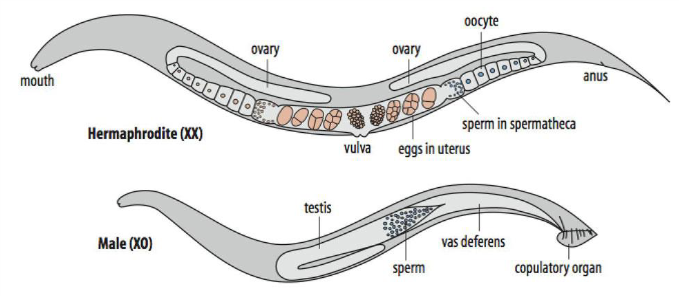 oocyte
ovary
ovary
mouth
anus
sperm in spermatheca
Hermaphrodite (XX)
vulva
eggs in uterus
testis
Male (XO)
vas deferens
sperm
copulatory organ